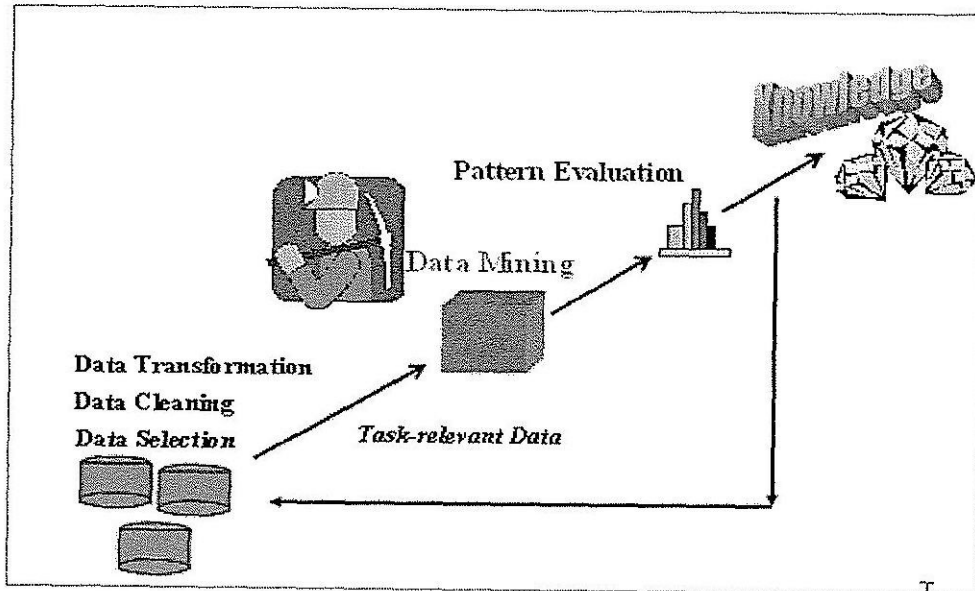 Knowledge
Pattern Evaluation
Data Mining
Data Transformation
Data Cleaning
Data Selection
Task-relevant Data